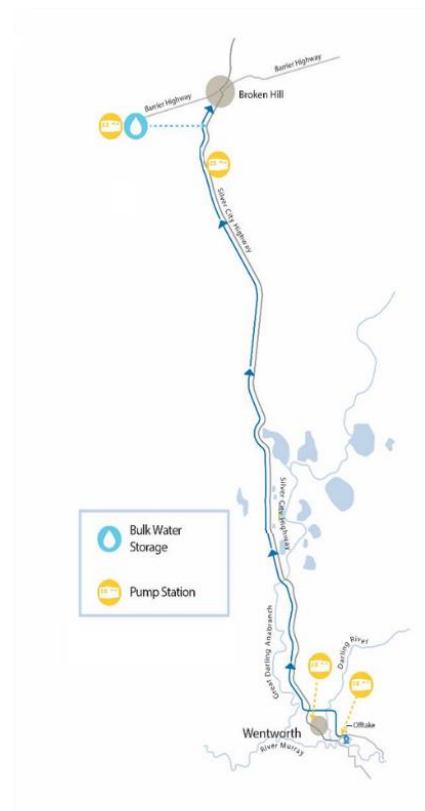 Barrier Highway
Broken Hill
Barrier Highway
Silver City Highway
Silver City Highway
Bulk Water
Storage
Pump Station
Great Darling Anabranch
Darling River
Offtake
Wentworth
River Murray